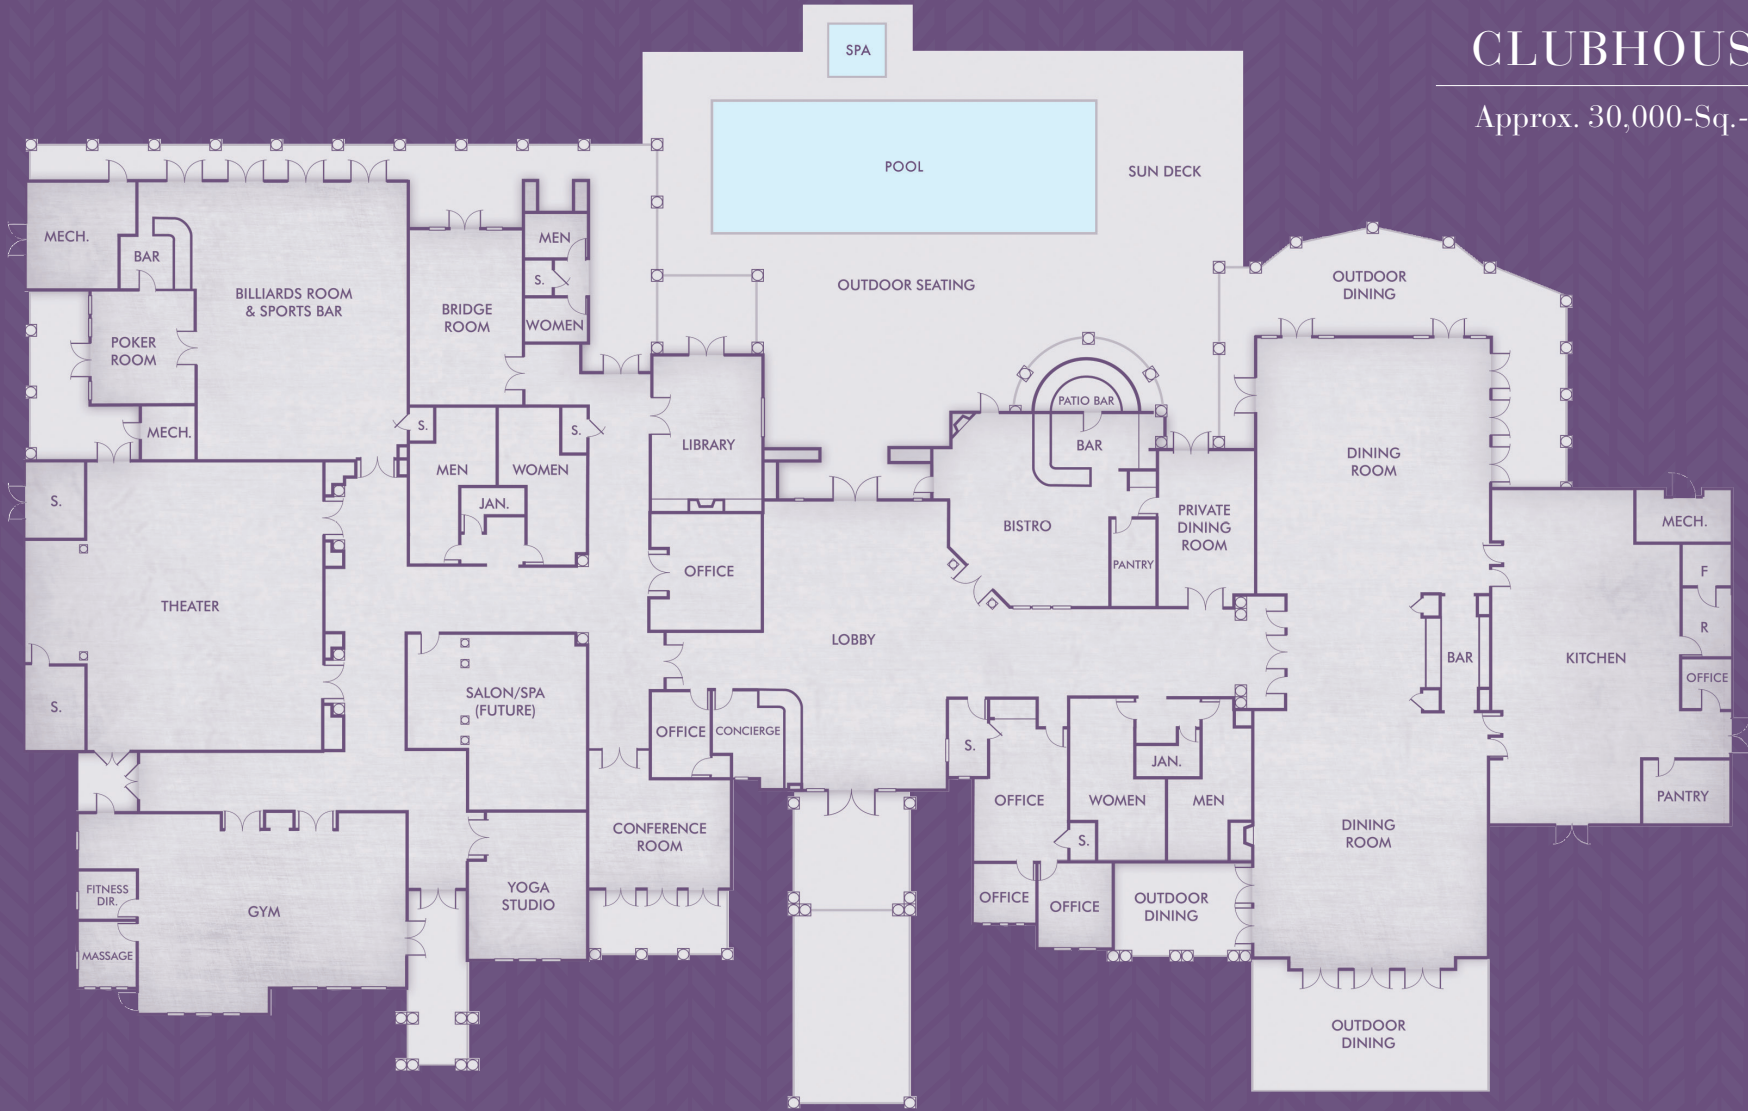 CLUBHOUS
Approx. 30,000-Sq.-
SPA
POOL
SUN DECK
OUTDOOR SEATING
MECH.
BAR
BILLIARDS ROOM
& SPORTS BAR
POKER
ROOM
MECH.
BRIDGE
ROOM
MEN
S.
WOMEN
S.
S.
MEN
WOMEN
JAN.
LIBRARY
OFFICE
PATIO BAR
BAR
BISTRO
PANTRY
PRIVATE
DINING
ROOM
OUTDOOR
DINING
DINING
ROOM
MECH.
F
R
OFFICE
KITCHEN
BAR
PANTRY
S.
THEATER
S.
SALON/SPA
(FUTURE)
LOBBY
OFFICE
CONCIERGE
S.
OFFICE
WOMEN
JAN.
MEN
S.
DINING
ROOM
CONFERENCE
ROOM
YOGA
STUDIO
GYM
FITNESS
DIR.
MASSAGE
OFFICE
OFFICE
OUTDOOR
DINING
OUTDOOR
DINING